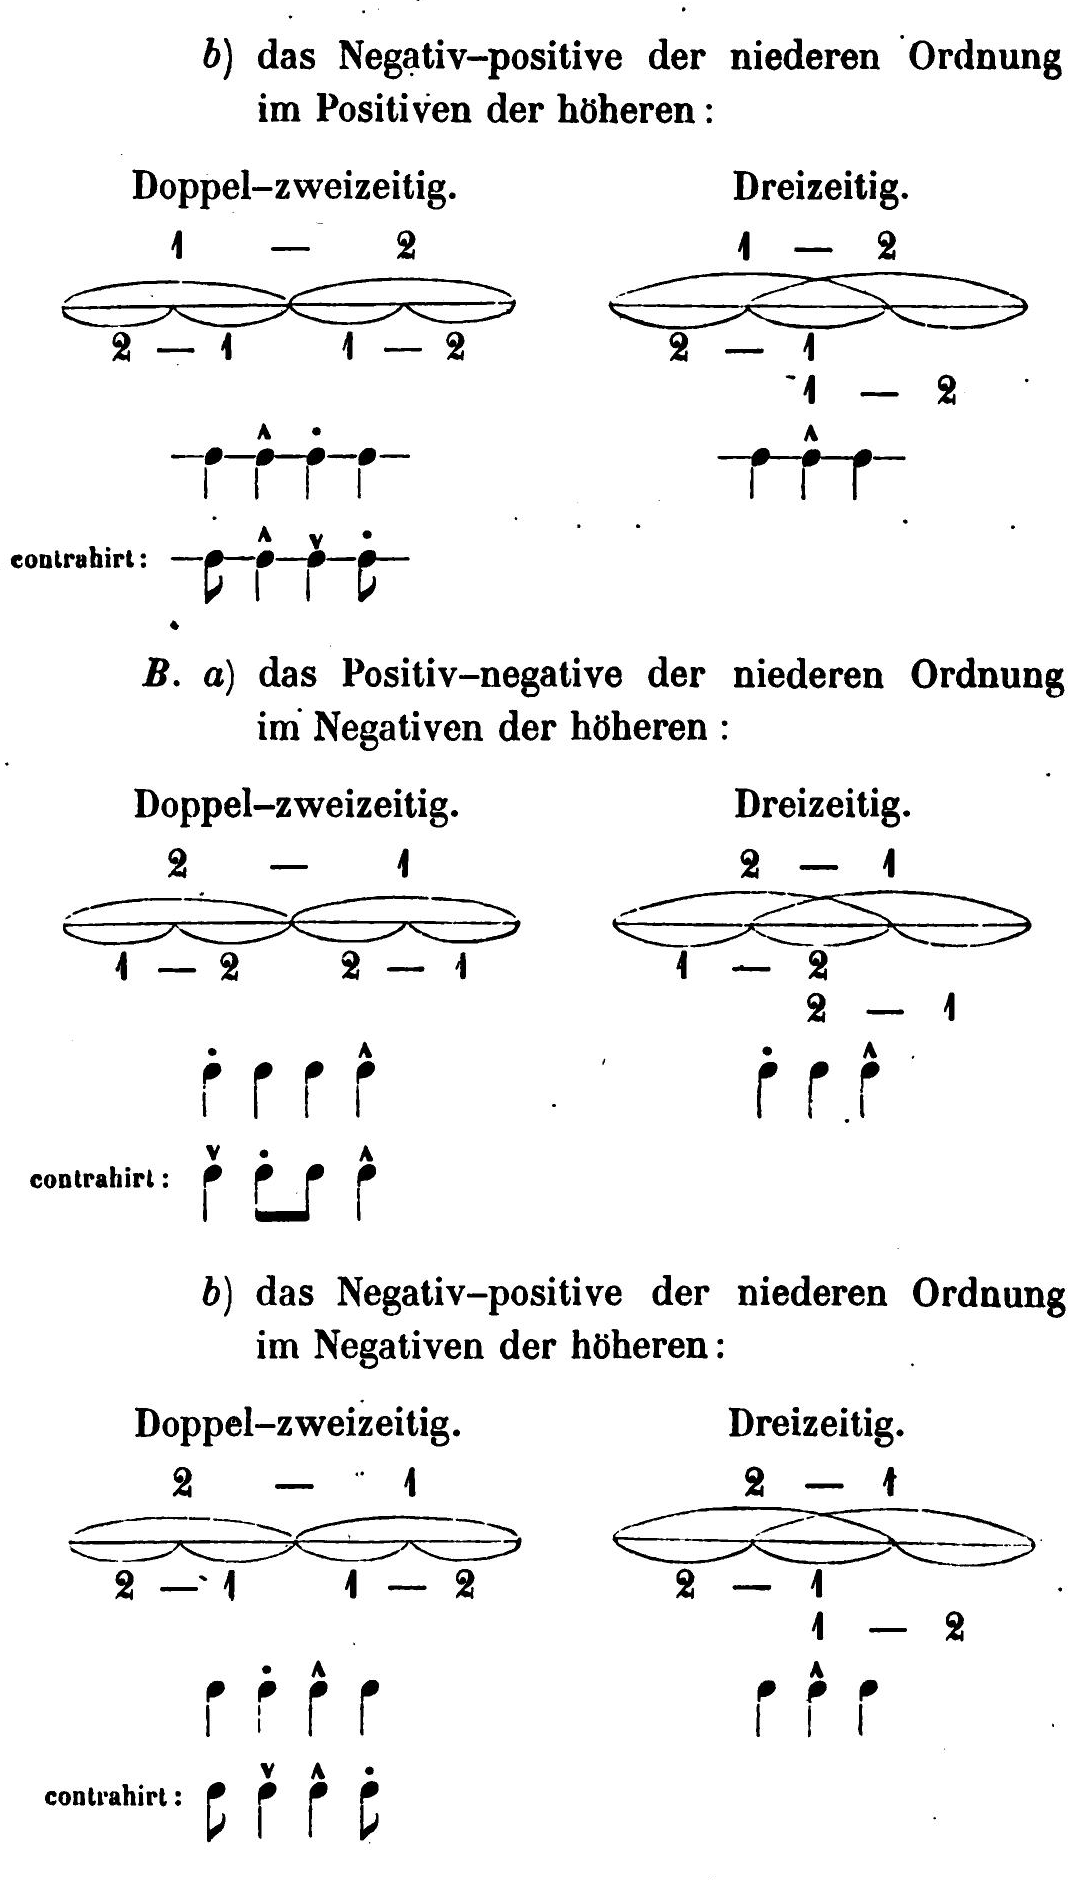 b) das Negativ–positive der niederen Ordnung
im Positiven der höheren :
Doppel–zweizeitig. Dreizeitig.
1 — 2 1 — 2
2 — 1 1 — 2 2 — 1
1 — 2
contrahirt :
B. a) das Positiv–negative der niederen Ordnung
im Negativen der höheren :
Doppel–zweizeitig. Dreizeitig.
2 — 1 2 — 1
1 — 2 2 — 1 1 — 2
2 — 1
contrahirt :
b) das Negativ–positive der niederen Ordnung
im Negativen der höheren :
Doppel–zweizeitig. Dreizeitig.
2 — 1 2 — 1
2 — 1 1 — 2 2 — 1
1 — 2
contrahirt :